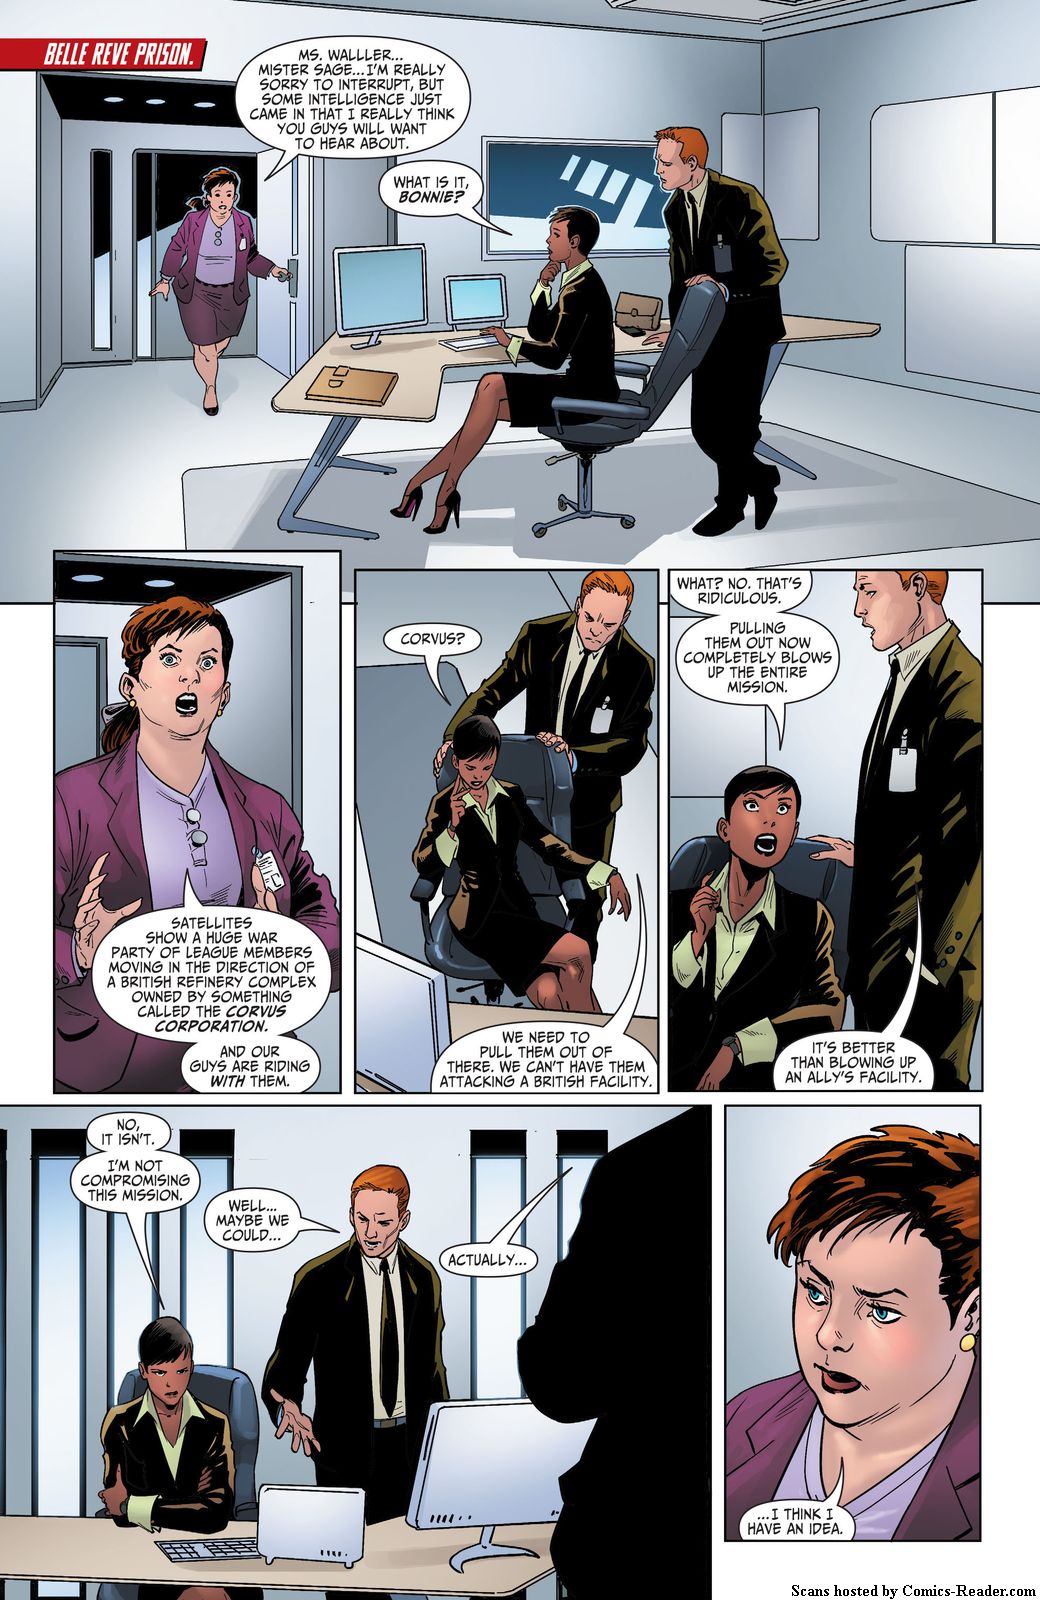 BELLE REVE PRISON.
MS. WALLLER...
MISTER SAGE...I'M REALLY
SORRY TO INTERRUPT, BUT
SOME INTELLIGENCE JUST
CAME IN THAT I REALLY THINK
YOU GUYS WILL WANT
TO HEAR ABOUT.
WHAT IS IT,
BONNIE?
SATELLITES
SHOW A HUGE WAR
PARTY OF LEAGUE MEMBERS
MOVING IN THE DIRECTION OF
A BRITISH REFINERY COMPLEX
OWNED BY SOMETHING
CALLED THE CORVUS
CORPORATION.
AND OUR
GUYS ARE RIDING
WITH THEM.
CORVUS?
WE NEED TO
PULL THEM OUT OF
THERE. WE CAN'T HAVE THEM
ATTACKING A BRITISH FACILITY.
WHAT? NO. THAT'S
RIDICULOUS.
PULLING
THEM OUT NOW
COMPLETELY BLOWS
UP THE ENTIRE
MISSION.
IT'S BETTER
THAN BLOWING UP
AN ALLY'S FACILITY.
NO,
IT ISN'T.
I'M NOT
COMPROMISING
THIS MISSION.
WELL...
MAYBE WE
COULD...
ACTUALLY...
...I THINK I
HAVE AN IDEA.
Scans hosted by Comics-Reader.com